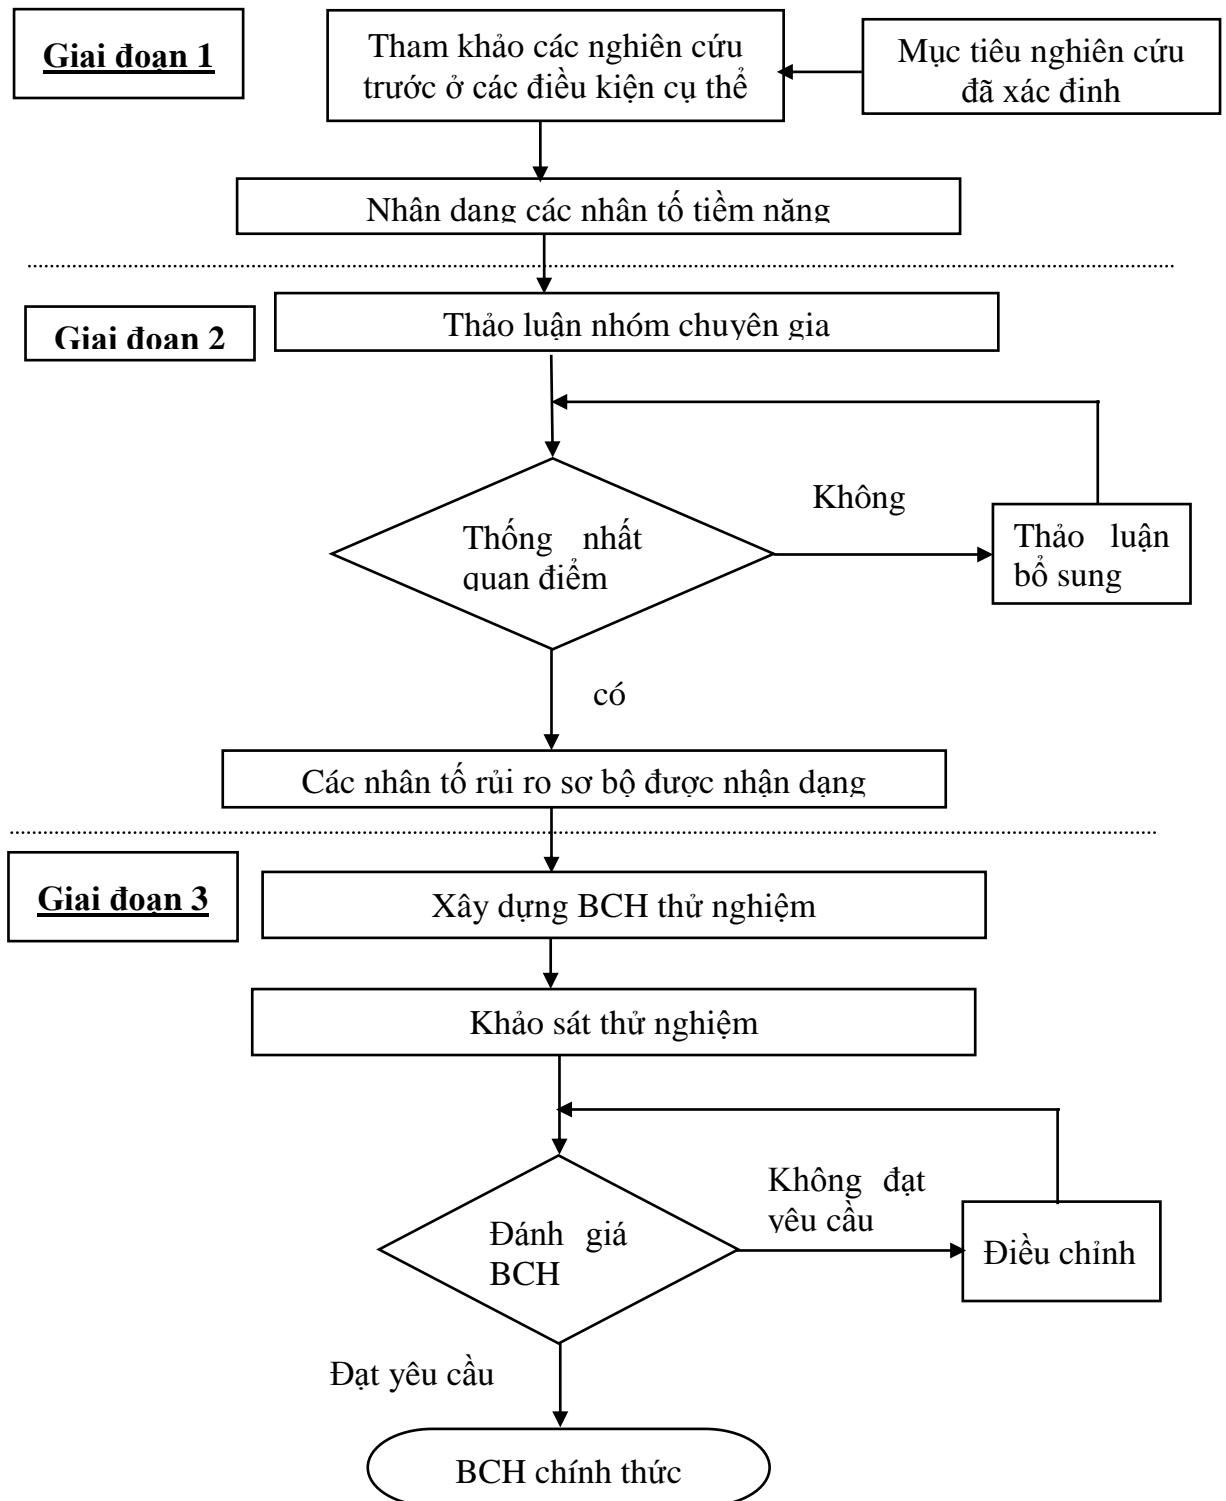 Giai đoạn 1
Tham khảo các nghiên cứu
trước ở các điều kiện cụ thể
Mục tiêu nghiên cứu
đã xác đinh
Nhân dang các nhân tố tiềm năng
Giai đoạn 2
Thảo luận nhóm chuyên gia
Không
Thống nhất
quan điểm
Thảo luận
bổ sung
có
Các nhân tố rủi ro sơ bộ được nhận dạng
Giai đoạn 3
Xây dựng BCH thử nghiệm
Khảo sát thử nghiệm
Không đạt
yêu cầu
Đánh giá
BCH
Điều chỉnh
Đạt yêu cầu
BCH chính thức